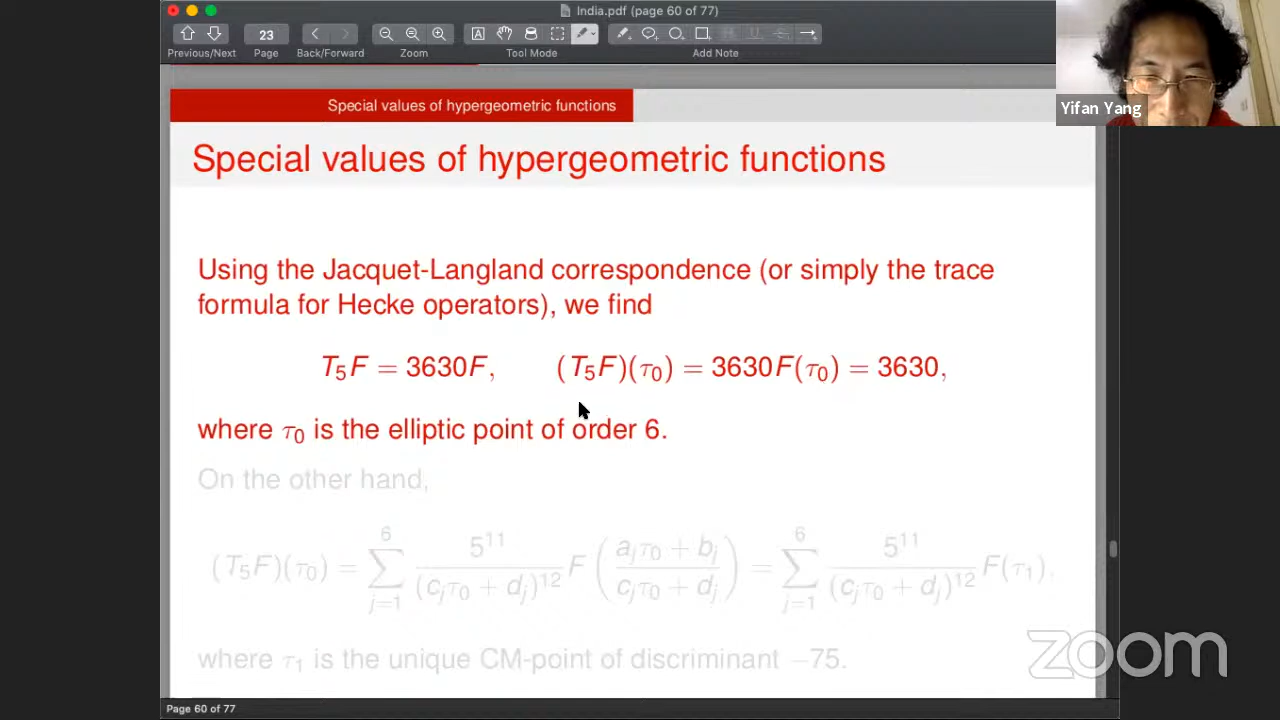 India.pdf (page 60 of 77)
23
Previous/Next Page Back/Forward Zoom Tool Mode Add Note
Yifan Yang
Special values of hypergeometric functions
Special values of hypergeometric functions
Using the Jacquet-Langland correspondence (or simply the trace
formula for Hecke operators), we find
T₅F = 3630F, (T₅F)(τ₀) = 3630F(τ₀) = 3630,
where τ₀ is the elliptic point of order 6.
On the other hand,
(T₅F)(τ₀) = ∑_{j=1}^{6} 5¹¹/(c_jτ₀ + d_j)¹² F((a_jτ₀ + b_j)/(c_jτ₀ + d_j)) = ∑_{j=1}^{6} 5¹¹/(c_jτ₀ + d_j)¹² F(τ₁),
where τ₁ is the unique CM-point of discriminant −75.
zoom
Page 60 of 77